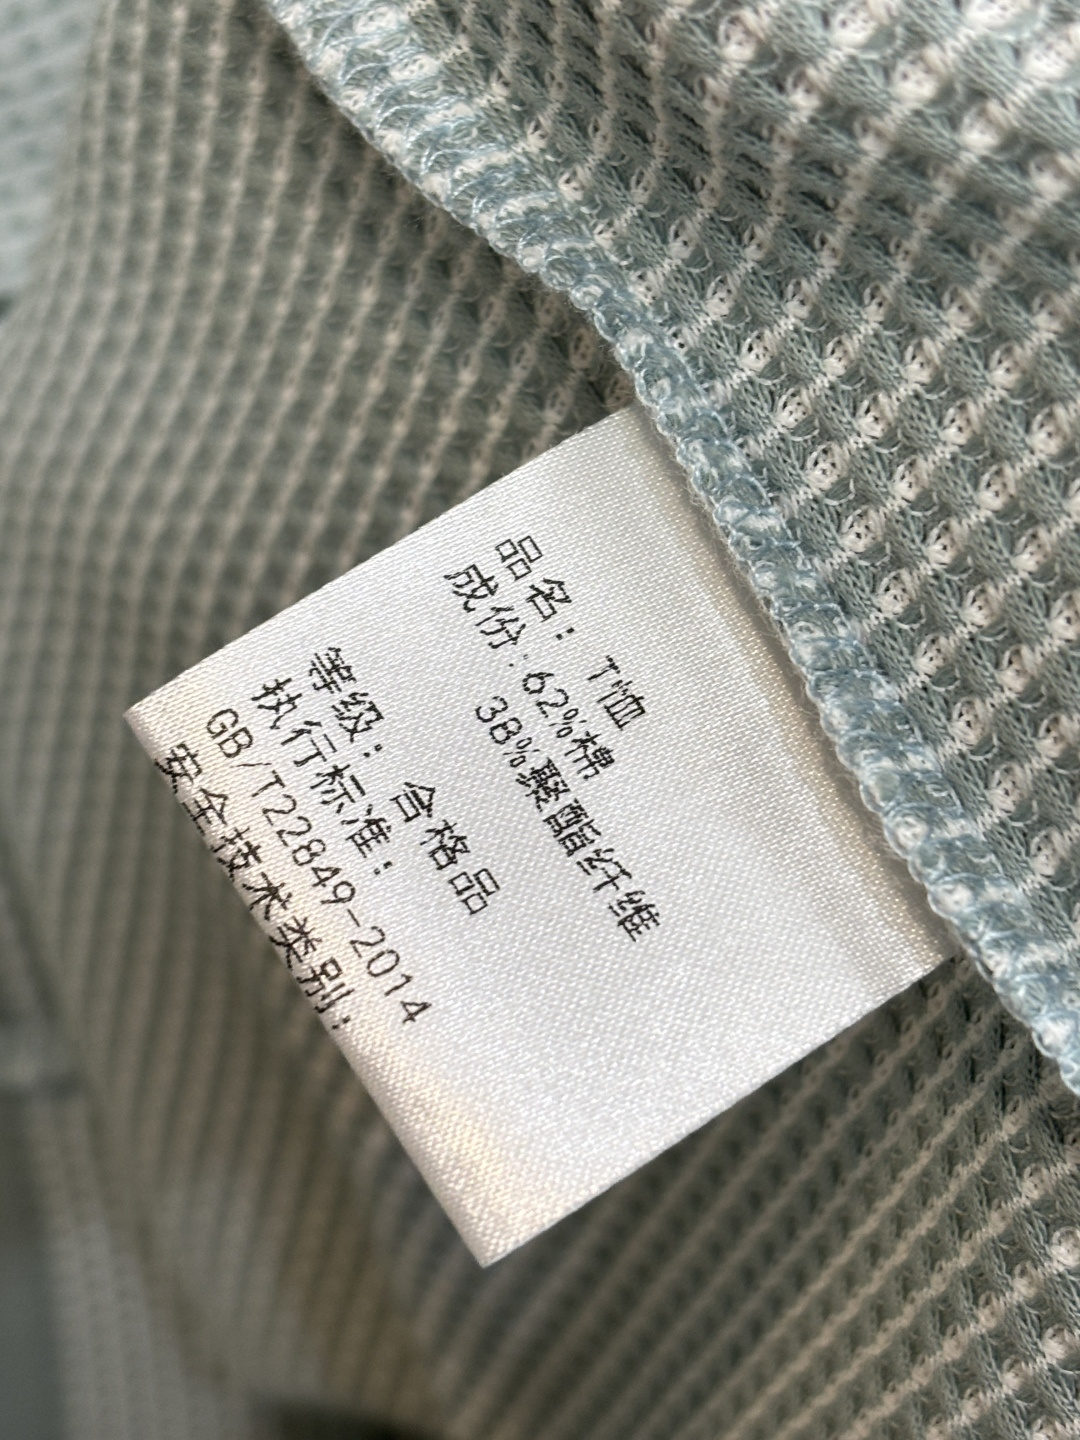 品名： T恤
成份：62%棉
38%聚酯纤维
等级： 合格品
执行标准：
GB/T22849-2014
安全技术类别：